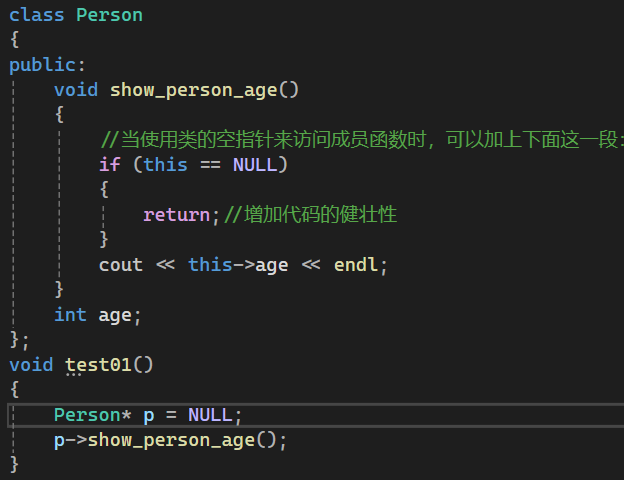 class Person
{
public:
    void show_person_age()
    {
        //当使用类的空指针来访问成员函数时，可以加上下面这一段：
        if (this == NULL)
        {
            return;//增加代码的健壮性
        }
        cout << this->age << endl;
    }
    int age;
};
void test01()
{
    Person* p = NULL;
    p->show_person_age();
}